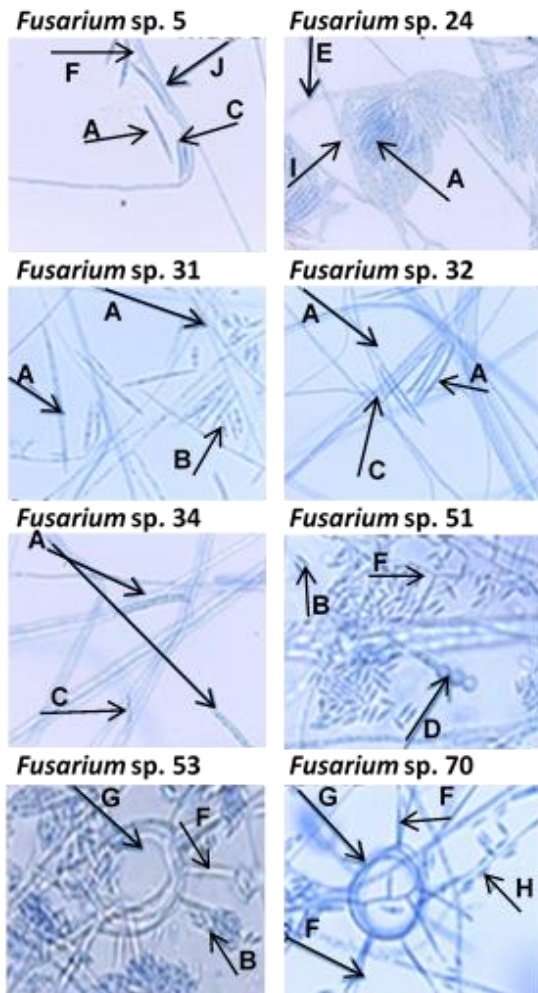 Fusarium sp. 5
F
J
A
C
Fusarium sp. 24
E
I
A
Fusarium sp. 31
A
A
B
Fusarium sp. 32
A
A
C
Fusarium sp. 34
A
C
Fusarium sp. 51
F
B
D
Fusarium sp. 53
G
F
B
Fusarium sp. 70
G
F
H
F